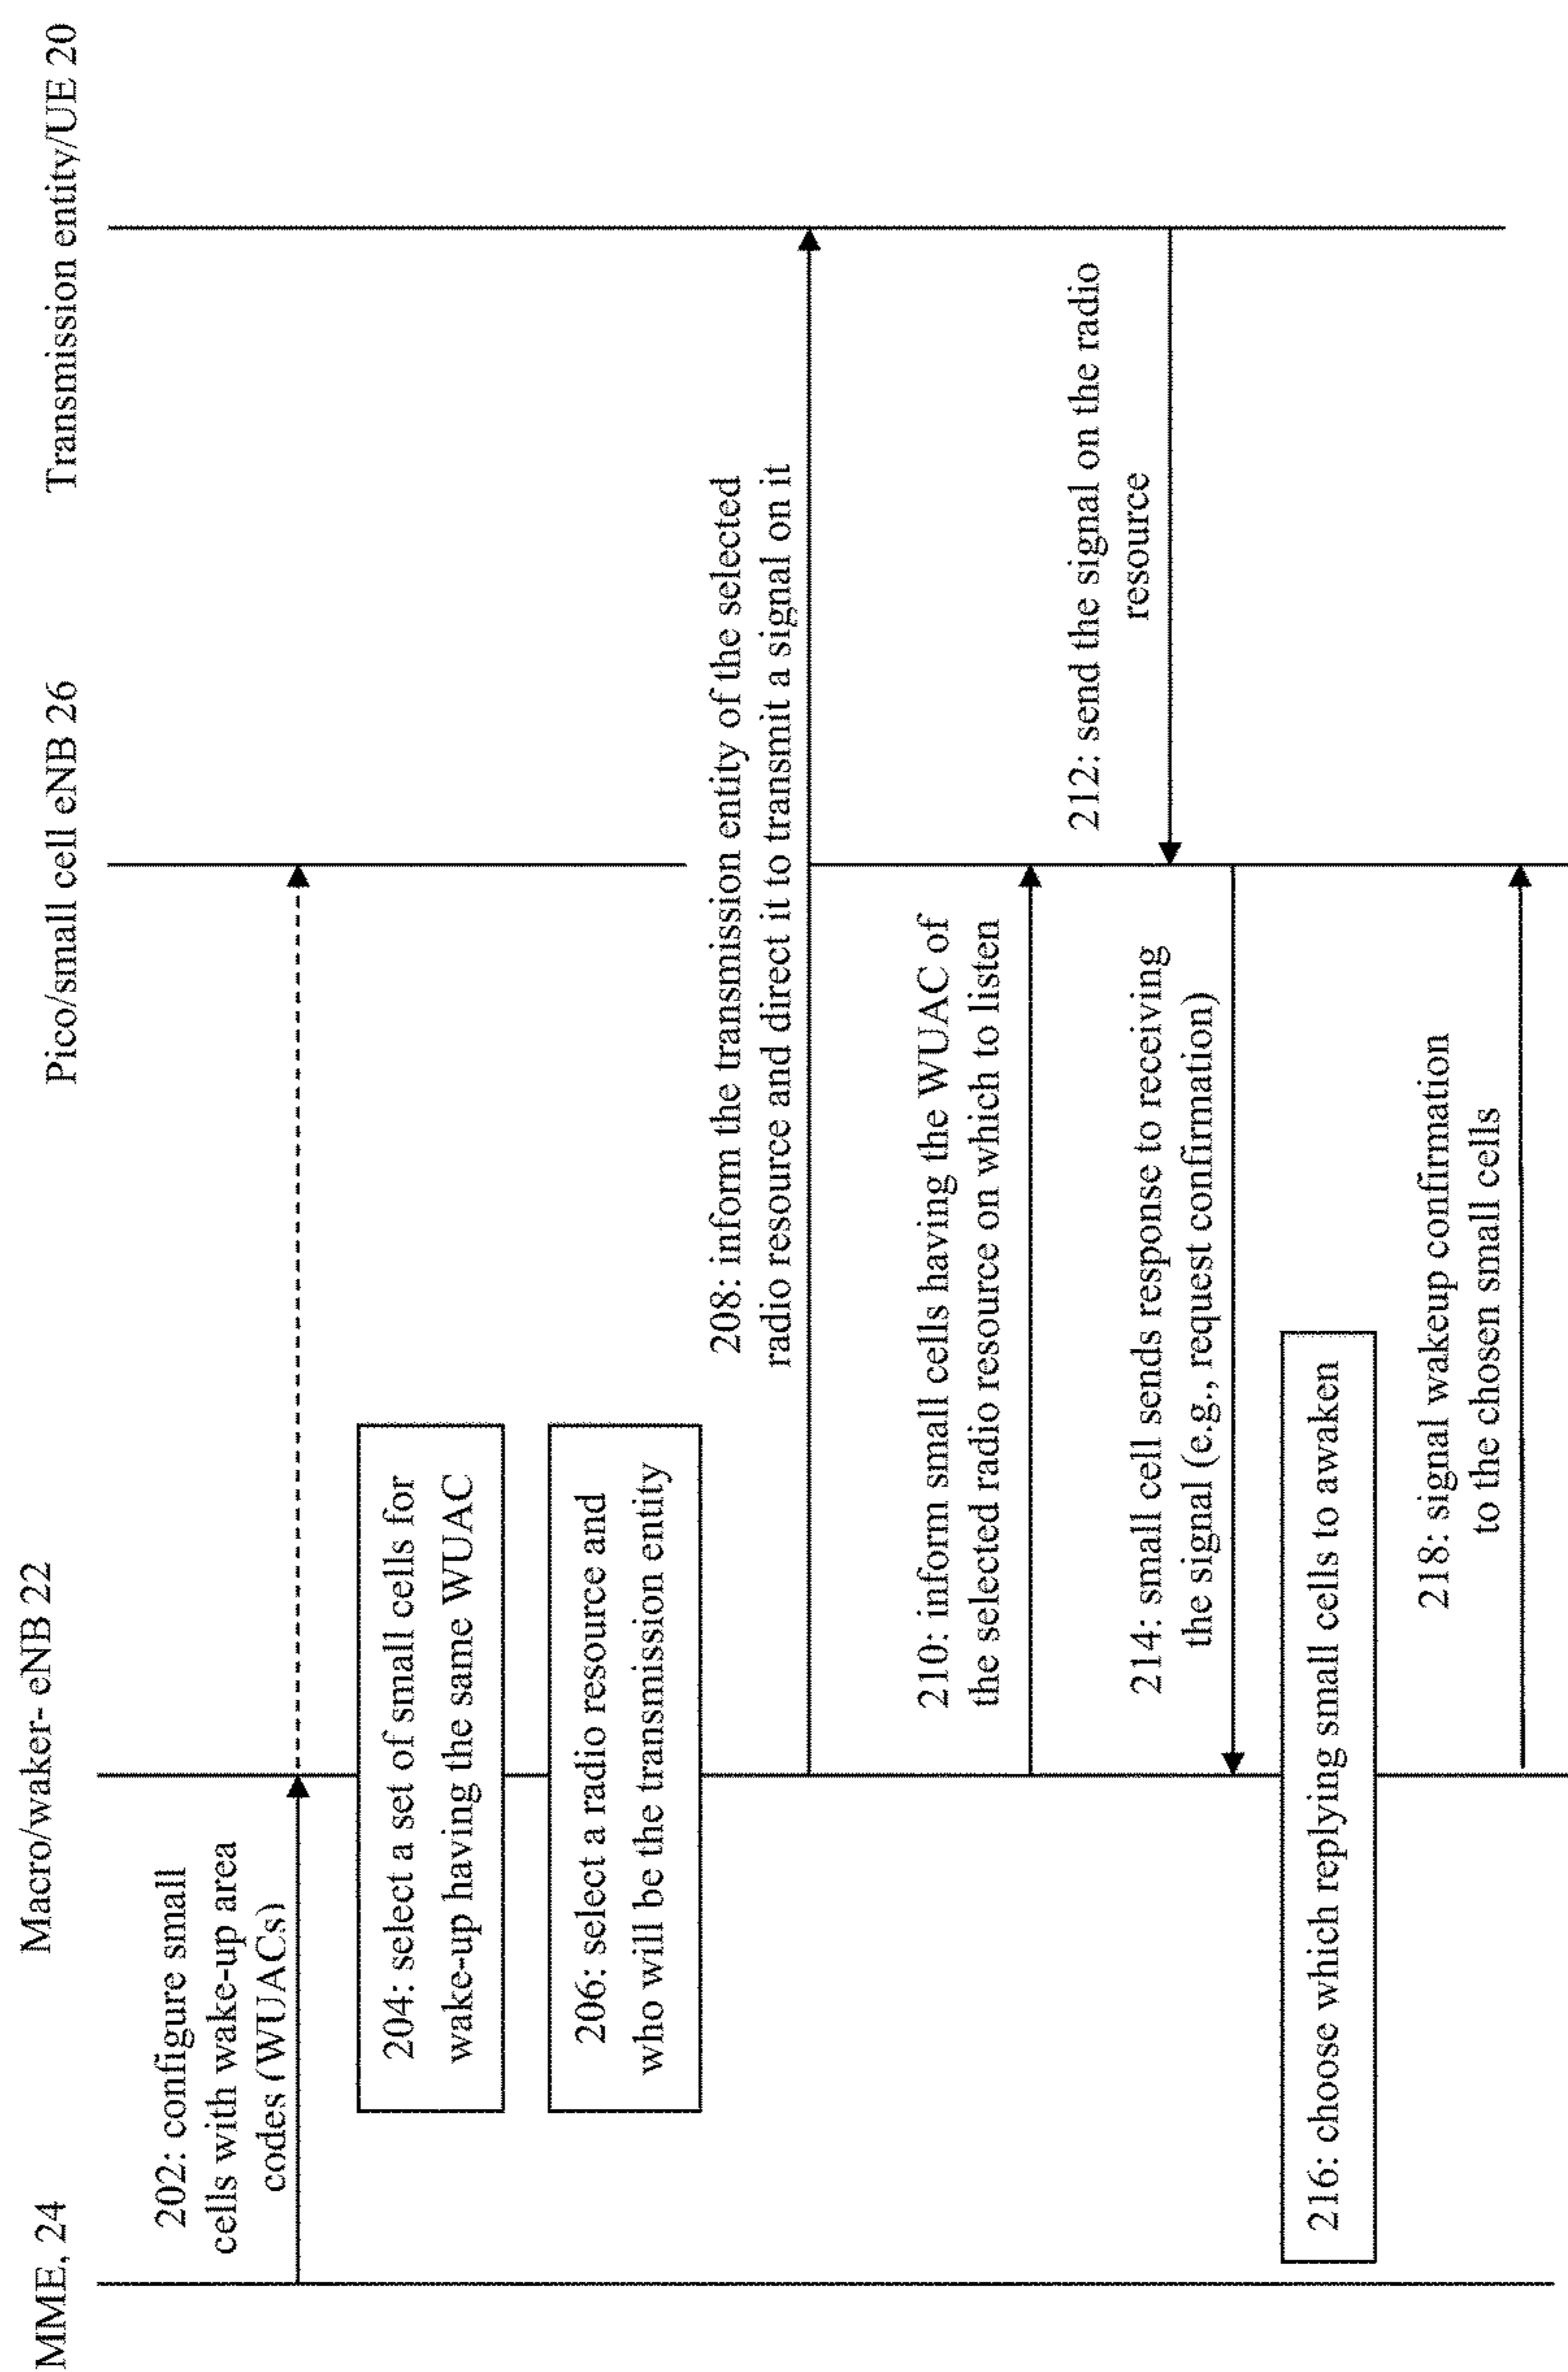 MME, 24
Macro/waker- eNB 22
Pico/small cell eNB 26
Transmission entity/UE 20
202: configure small
cells with wake-up area
codes (WUACs)
204: select a set of small cells for
wake-up having the same WUAC
206: select a radio resource and
who will be the transmission entity
208: inform the transmission entity of the selected
radio resource and direct it to transmit a signal on it
210: inform small cells having the WUAC of
the selected radio resource on which to listen
212: send the signal on the radio
resource
214: small cell sends response to receiving
the signal (e.g., request confirmation)
216: choose which replying small cells to awaken
218: signal wakeup confirmation
to the chosen small cells